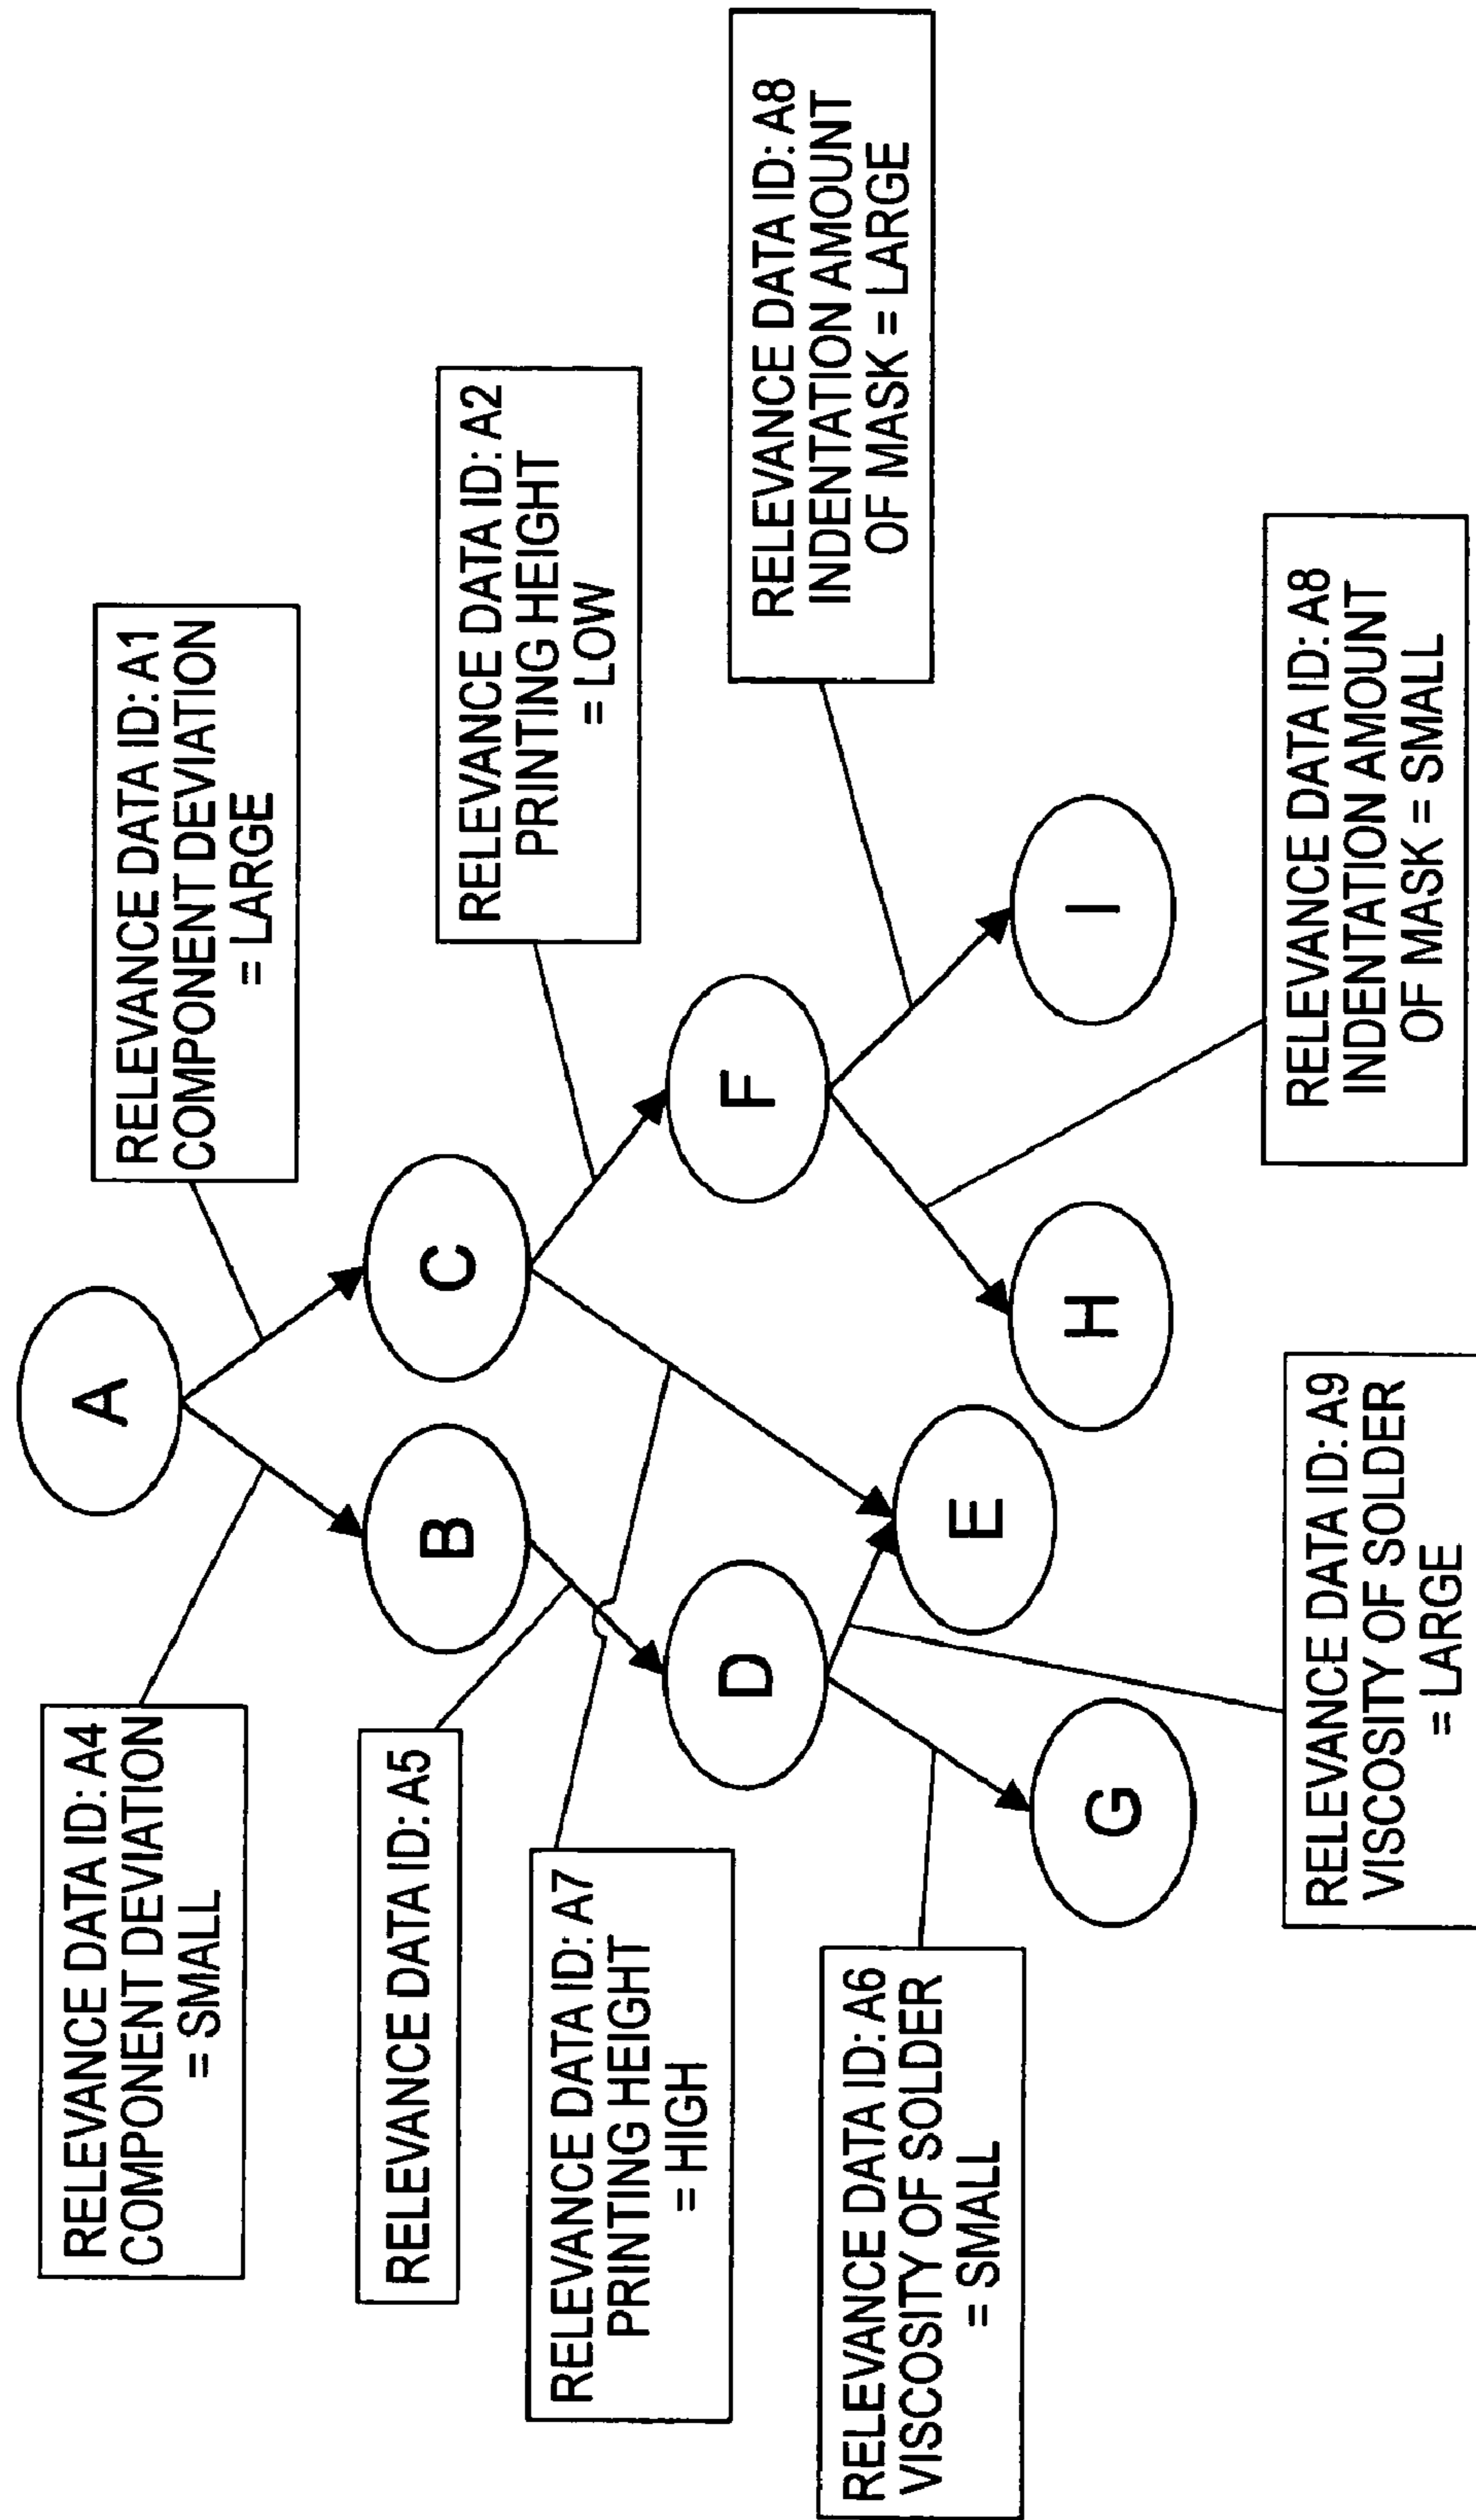 A
RELEVANCE DATA ID: A4
COMPONENT DEVIATION
= SMALL
RELEVANCE DATA ID: A1
COMPONENT DEVIATION
= LARGE
B
C
RELEVANCE DATA ID: A5
RELEVANCE DATA ID: A2
PRINTING HEIGHT
= LOW
RELEVANCE DATA ID: A7
PRINTING HEIGHT
= HIGH
D
F
RELEVANCE DATA ID: A8
INDENTATION AMOUNT
OF MASK = LARGE
RELEVANCE DATA ID: A6
VISCOSITY OF SOLDER
= SMALL
E
G
H
I
RELEVANCE DATA ID: A9
VISCOSITY OF SOLDER
= LARGE
RELEVANCE DATA ID: A8
INDENTATION AMOUNT
OF MASK = SMALL